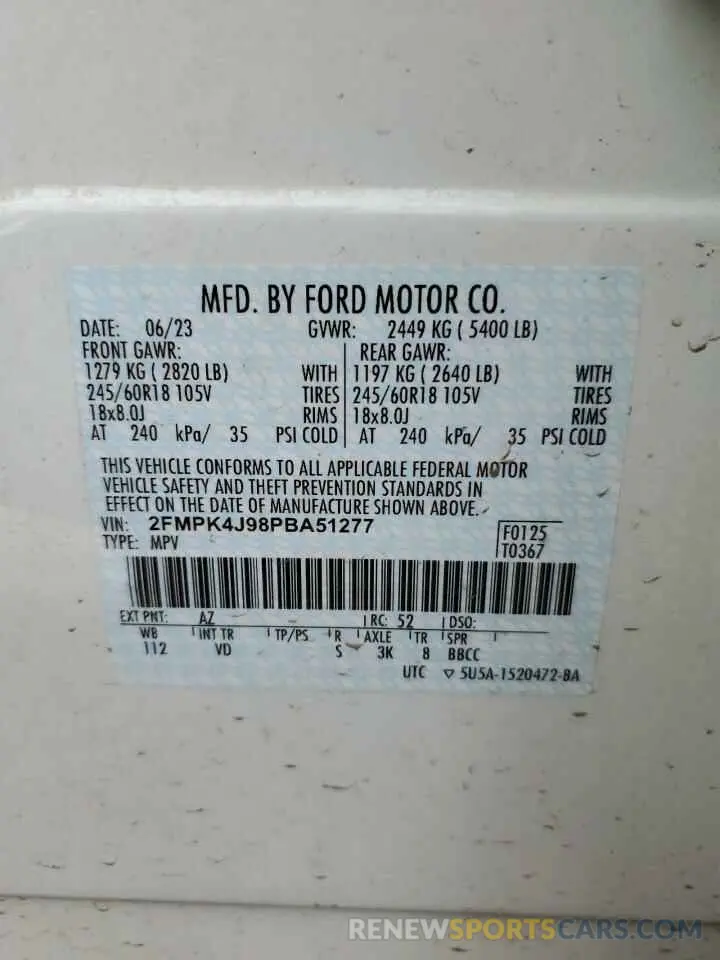 MFD. BY FORD MOTOR CO.
DATE: 06/23 GVWR: 2449 KG ( 5400 LB)
FRONT GAWR: REAR GAWR:
1279 KG ( 2820 LB) WITH 1197 KG ( 2640 LB) WITH
245/60R18 105V TIRES 245/60R18 105V TIRES
18x8.0J RIMS 18x8.0J RIMS
AT 240 kPa/ 35 PSI COLD AT 240 kPa/ 35 PSI COLD
THIS VEHICLE CONFORMS TO ALL APPLICABLE FEDERAL MOTOR
VEHICLE SAFETY AND THEFT PREVENTION STANDARDS IN
EFFECT ON THE DATE OF MANUFACTURE SHOWN ABOVE.
VIN: 2FMPK4J98PBA51277 F0125
TYPE: MPV T0367
EXT PNT: AZ RC: 52 DSO:
WB INT TR TP/PS R AXLE TR SPR
112 VD S 3K 8 BBCC
UTC ▽ 5U5A-1520472-BA
RENEWSPORTSCARS.COM